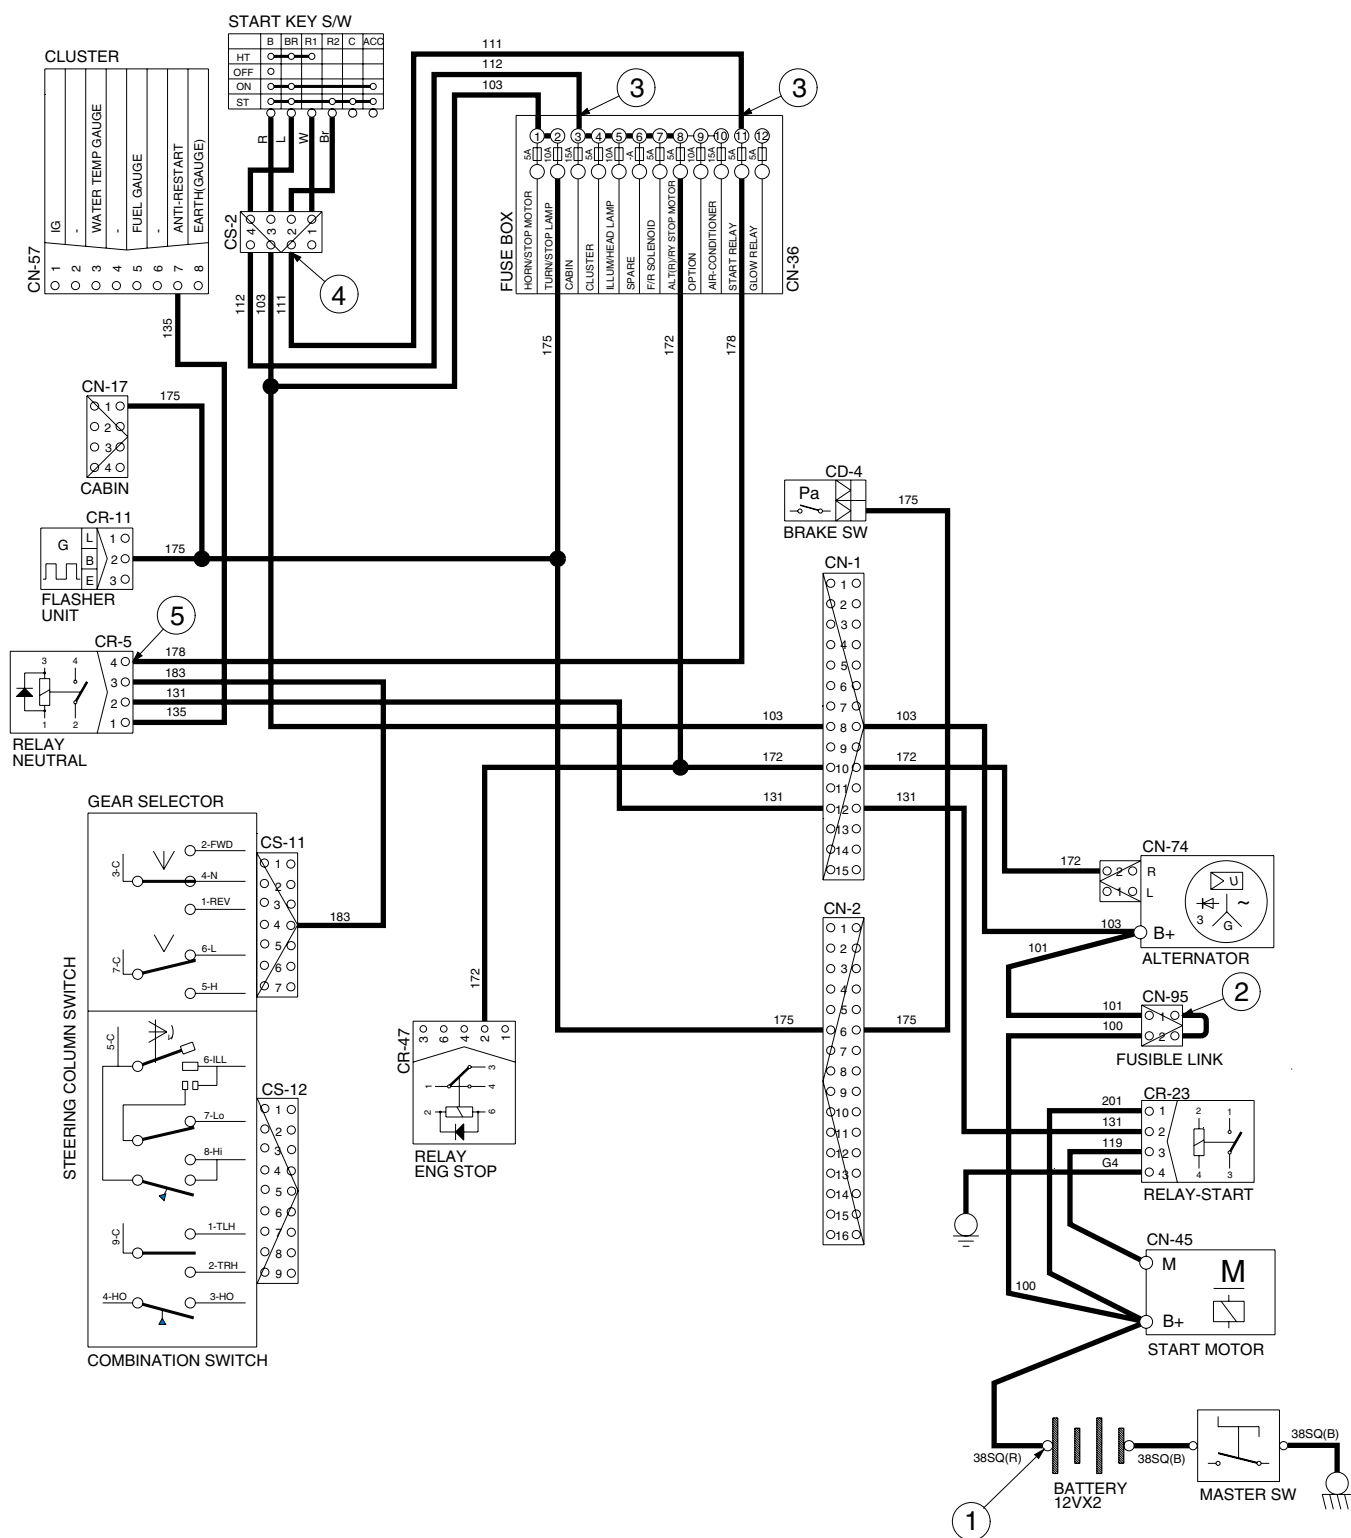 START KEY S/W
B BR R1 R2 C ACC
HT
OFF
ON
ST
R L W Br
CLUSTER
IG
-
WATER TEMP GAUGE
-
FUEL GAUGE
-
ANTI-RESTART
EARTH(GAUGE)
CN-57
1 2 3 4 5 6 7 8
135
CS-2
4 3 2 1
4
112 103 111
111
112
103
3
3
FUSE BOX
1 2 3 4 5 6 7 8 9 10 11 12
5A 10A 15A 5A 10A -A 5A 5A 10A 15A 5A 5A
HORN/STOP MOTOR
TURN/STOP LAMP
CABIN
CLUSTER
ILLUM/HEAD LAMP
SPARE
F/R SOLENOID
ALT(R)/RY STOP MOTOR
OPTION
AIR-CONDITIONER
START RELAY
GLOW RELAY
CN-36
175 172 178
CN-17
1 2 3 4
175
CABIN
CR-11
G
L 1
B 2
E 3
175
FLASHER
UNIT
5
CR-5
3 4
1 2
4 178
3 183
2 131
1 135
RELAY
NEUTRAL
CD-4
Pa
175
BRAKE SW
CN-1
1
2
3
4
5
6
7
103 8 103
9
172 10 172
11
131 12 131
13
14
15
GEAR SELECTOR
3-C
2-FWD
4-N
1-REV
7-C
6-L
5-H
CS-11
1
2
3
4 183
5
6
7
STEERING COLUMN SWITCH
5-C
6-ILL
7-Lo
8-Hi
9-C
1-TLH
2-TRH
4-HO 3-HO
CS-12
1
2
3
4
5
6
7
8
9
COMBINATION SWITCH
172
CR-47
3 6 4 2 1
3
1 4
2 6
RELAY
ENG STOP
CN-2
1
2
3
4
5
175 6 175
7
8
9
10
11
12
13
14
15
16
CN-74
172 2 R
1 L
U
3 G ~
103 B+
101
ALTERNATOR
CN-95
2
101 1
100 2
FUSIBLE LINK
CR-23
201 1
131 2
119 3
G4 4
2 1
4 3
RELAY-START
CN-45
M
M
100
B+
START MOTOR
38SQ(R)
38SQ(B)
38SQ(B)
BATTERY
12VX2
MASTER SW
1